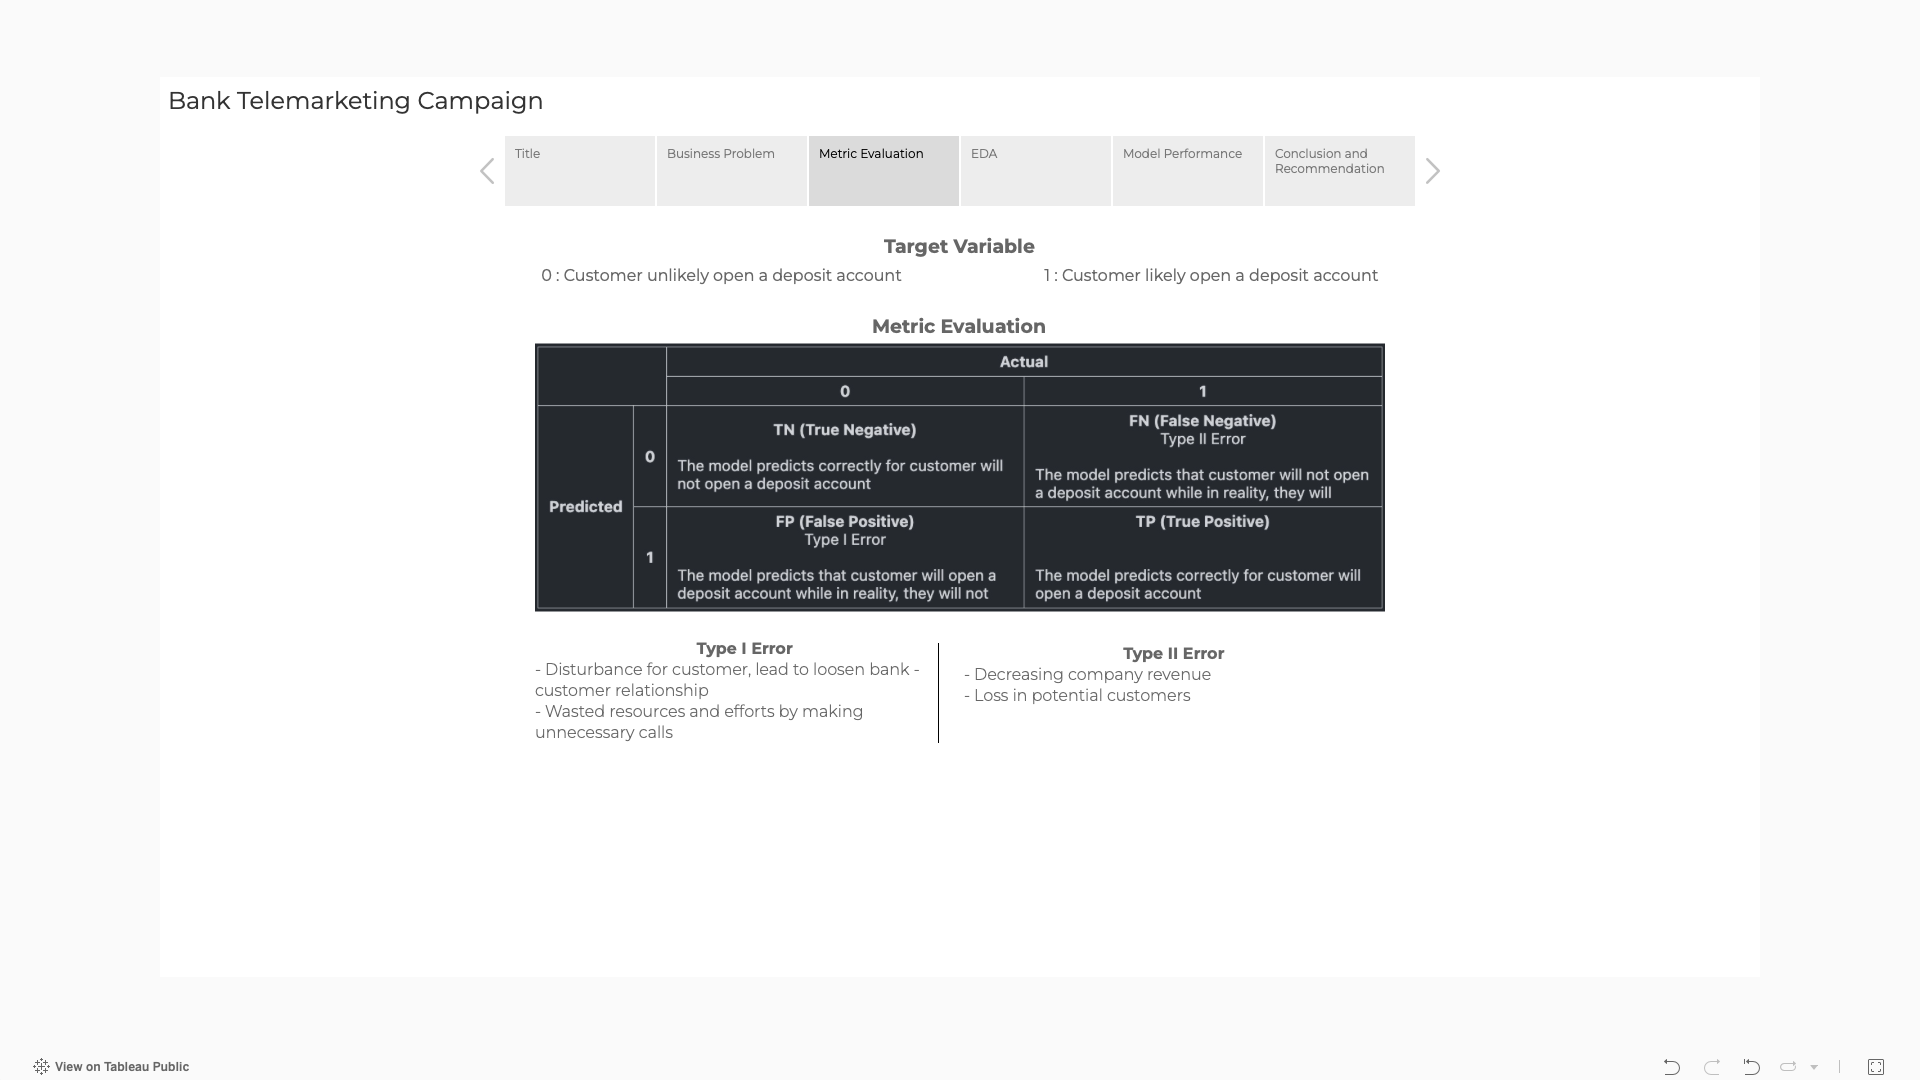 Bank Telemarketing Campaign
Title
Business Problem
Metric Evaluation
EDA
Model Performance
Conclusion and
Recommendation
Target Variable
0 : Customer unlikely open a deposit account
1 : Customer likely open a deposit account
Metric Evaluation
Actual
0
1
Predicted
0
TN (True Negative)
The model predicts correctly for customer will
not open a deposit account
FN (False Negative)
Type II Error
The model predicts that customer will not open
a deposit account while in reality, they will
1
FP (False Positive)
Type I Error
The model predicts that customer will open a
deposit account while in reality, they will not
TP (True Positive)
The model predicts correctly for customer will
open a deposit account
Type I Error
- Disturbance for customer, lead to loosen bank -
customer relationship
- Wasted resources and efforts by making
unnecessary calls
Type II Error
- Decreasing company revenue
- Loss in potential customers
View on Tableau Public